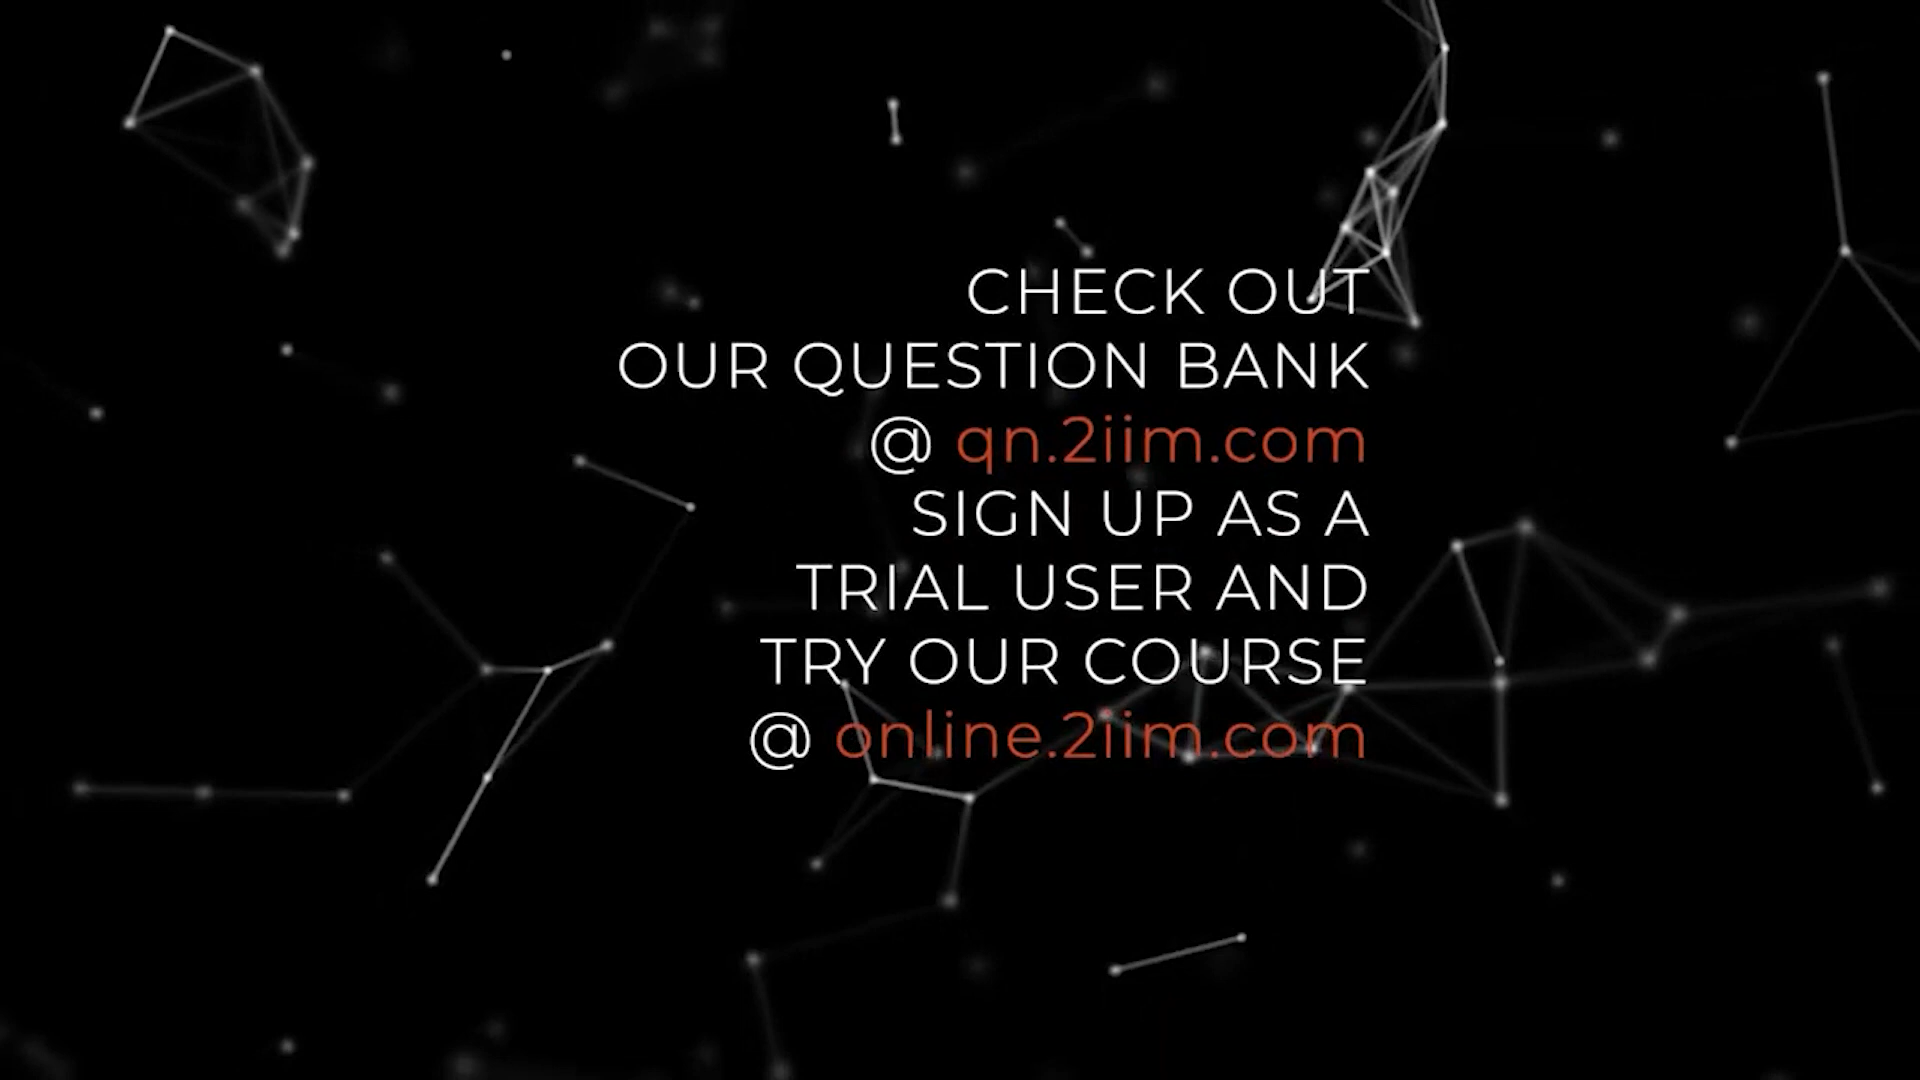 CHECK OUT
OUR QUESTION BANK
@ qn.2iim.com
SIGN UP AS A
TRIAL USER AND
TRY OUR COURSE
@ online.2iim.com